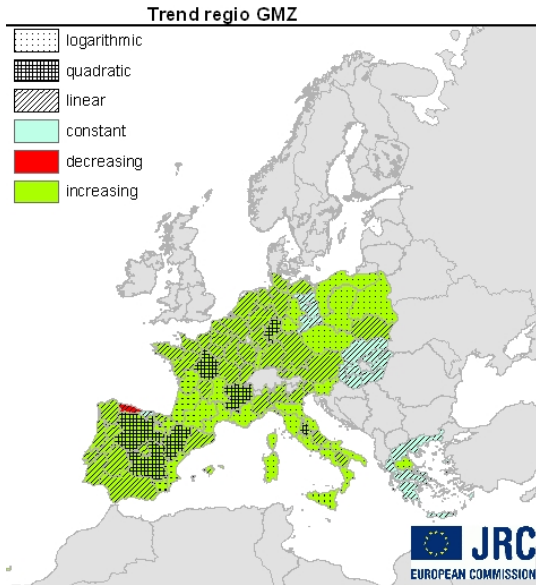 Trend regio GMZ
logarithmic
quadratic
linear
constant
decreasing
increasing
JRC
EUROPEAN COMMISSION